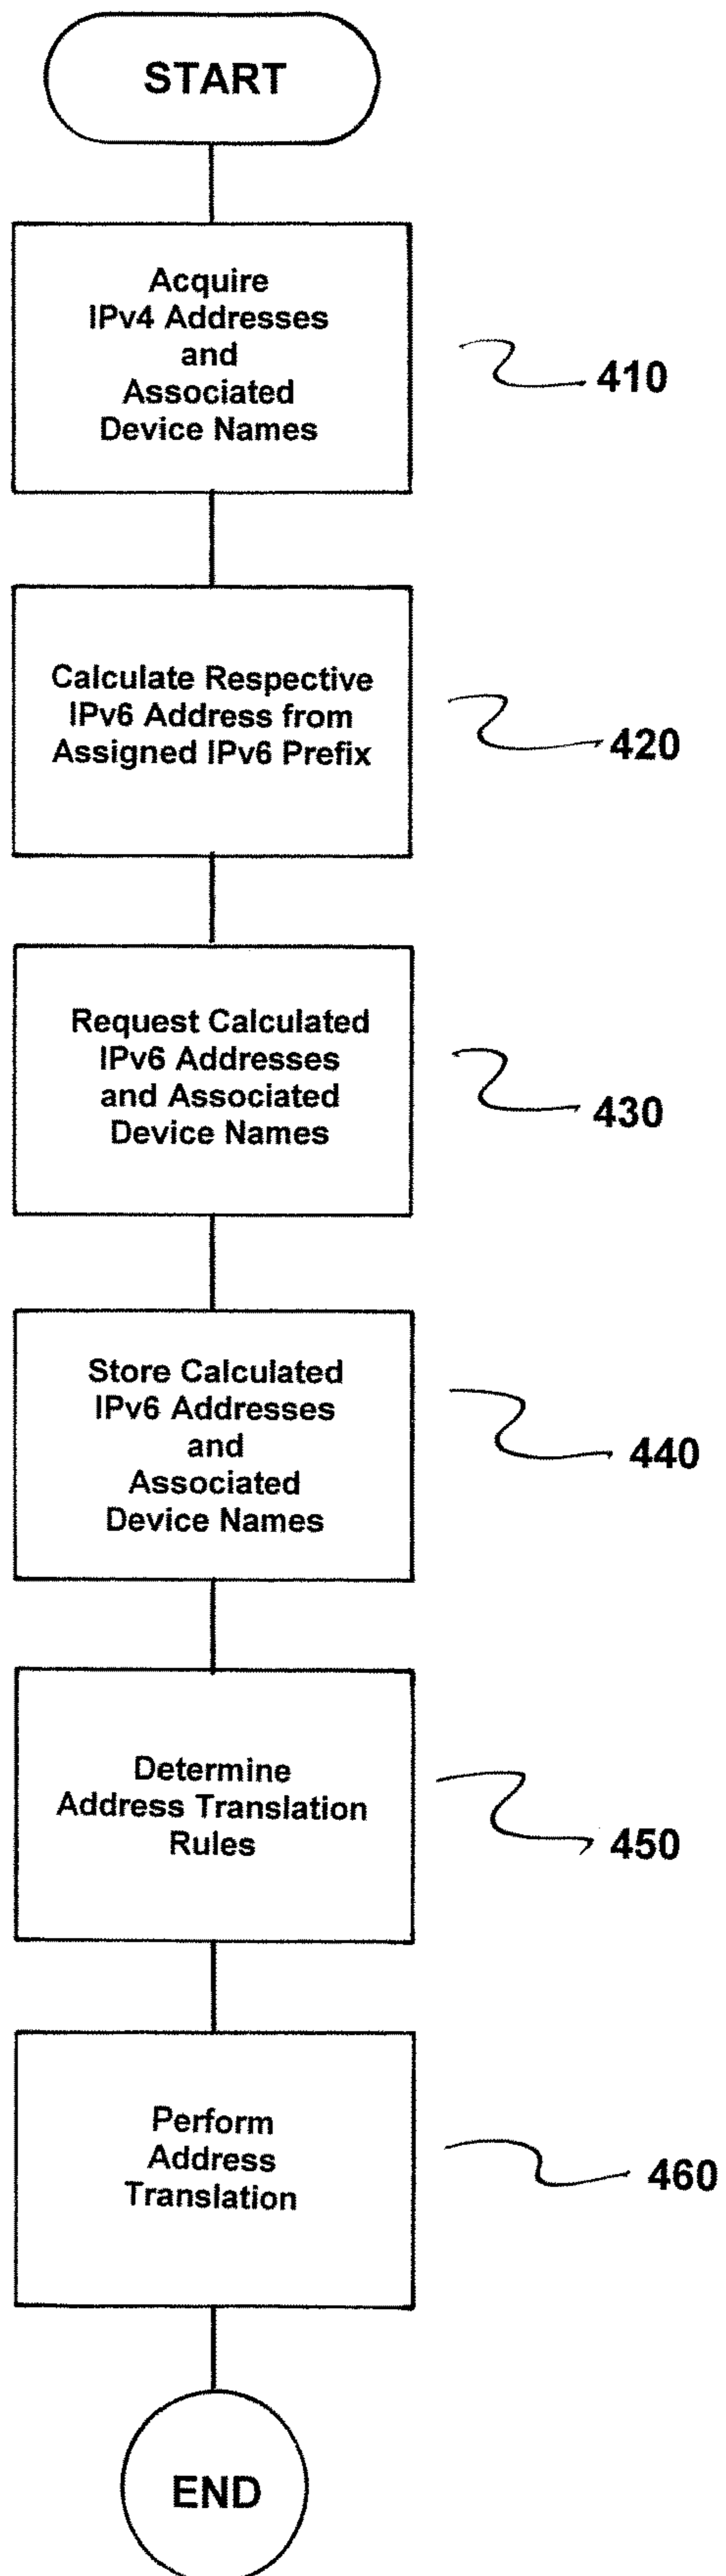 START
Acquire
IPv4 Addresses
and
Associated
Device Names
410
Calculate Respective
IPv6 Address from
Assigned IPv6 Prefix
420
Request Calculated
IPv6 Addresses
and Associated
Device Names
430
Store Calculated
IPv6 Addresses
and
Associated
Device Names
440
Determine
Address Translation
Rules
450
Perform
Address
Translation
460
END